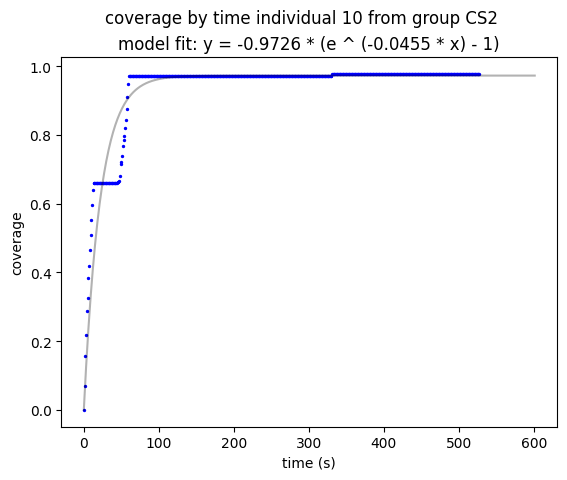 coverage by time individual 10 from group CS2
model fit: y = -0.9726 * (e ^ (-0.0455 * x) - 1)
1.0
0.8
0.6
0.4
0.2
0.0
coverage
0 100 200 300 400 500 600
time (s)